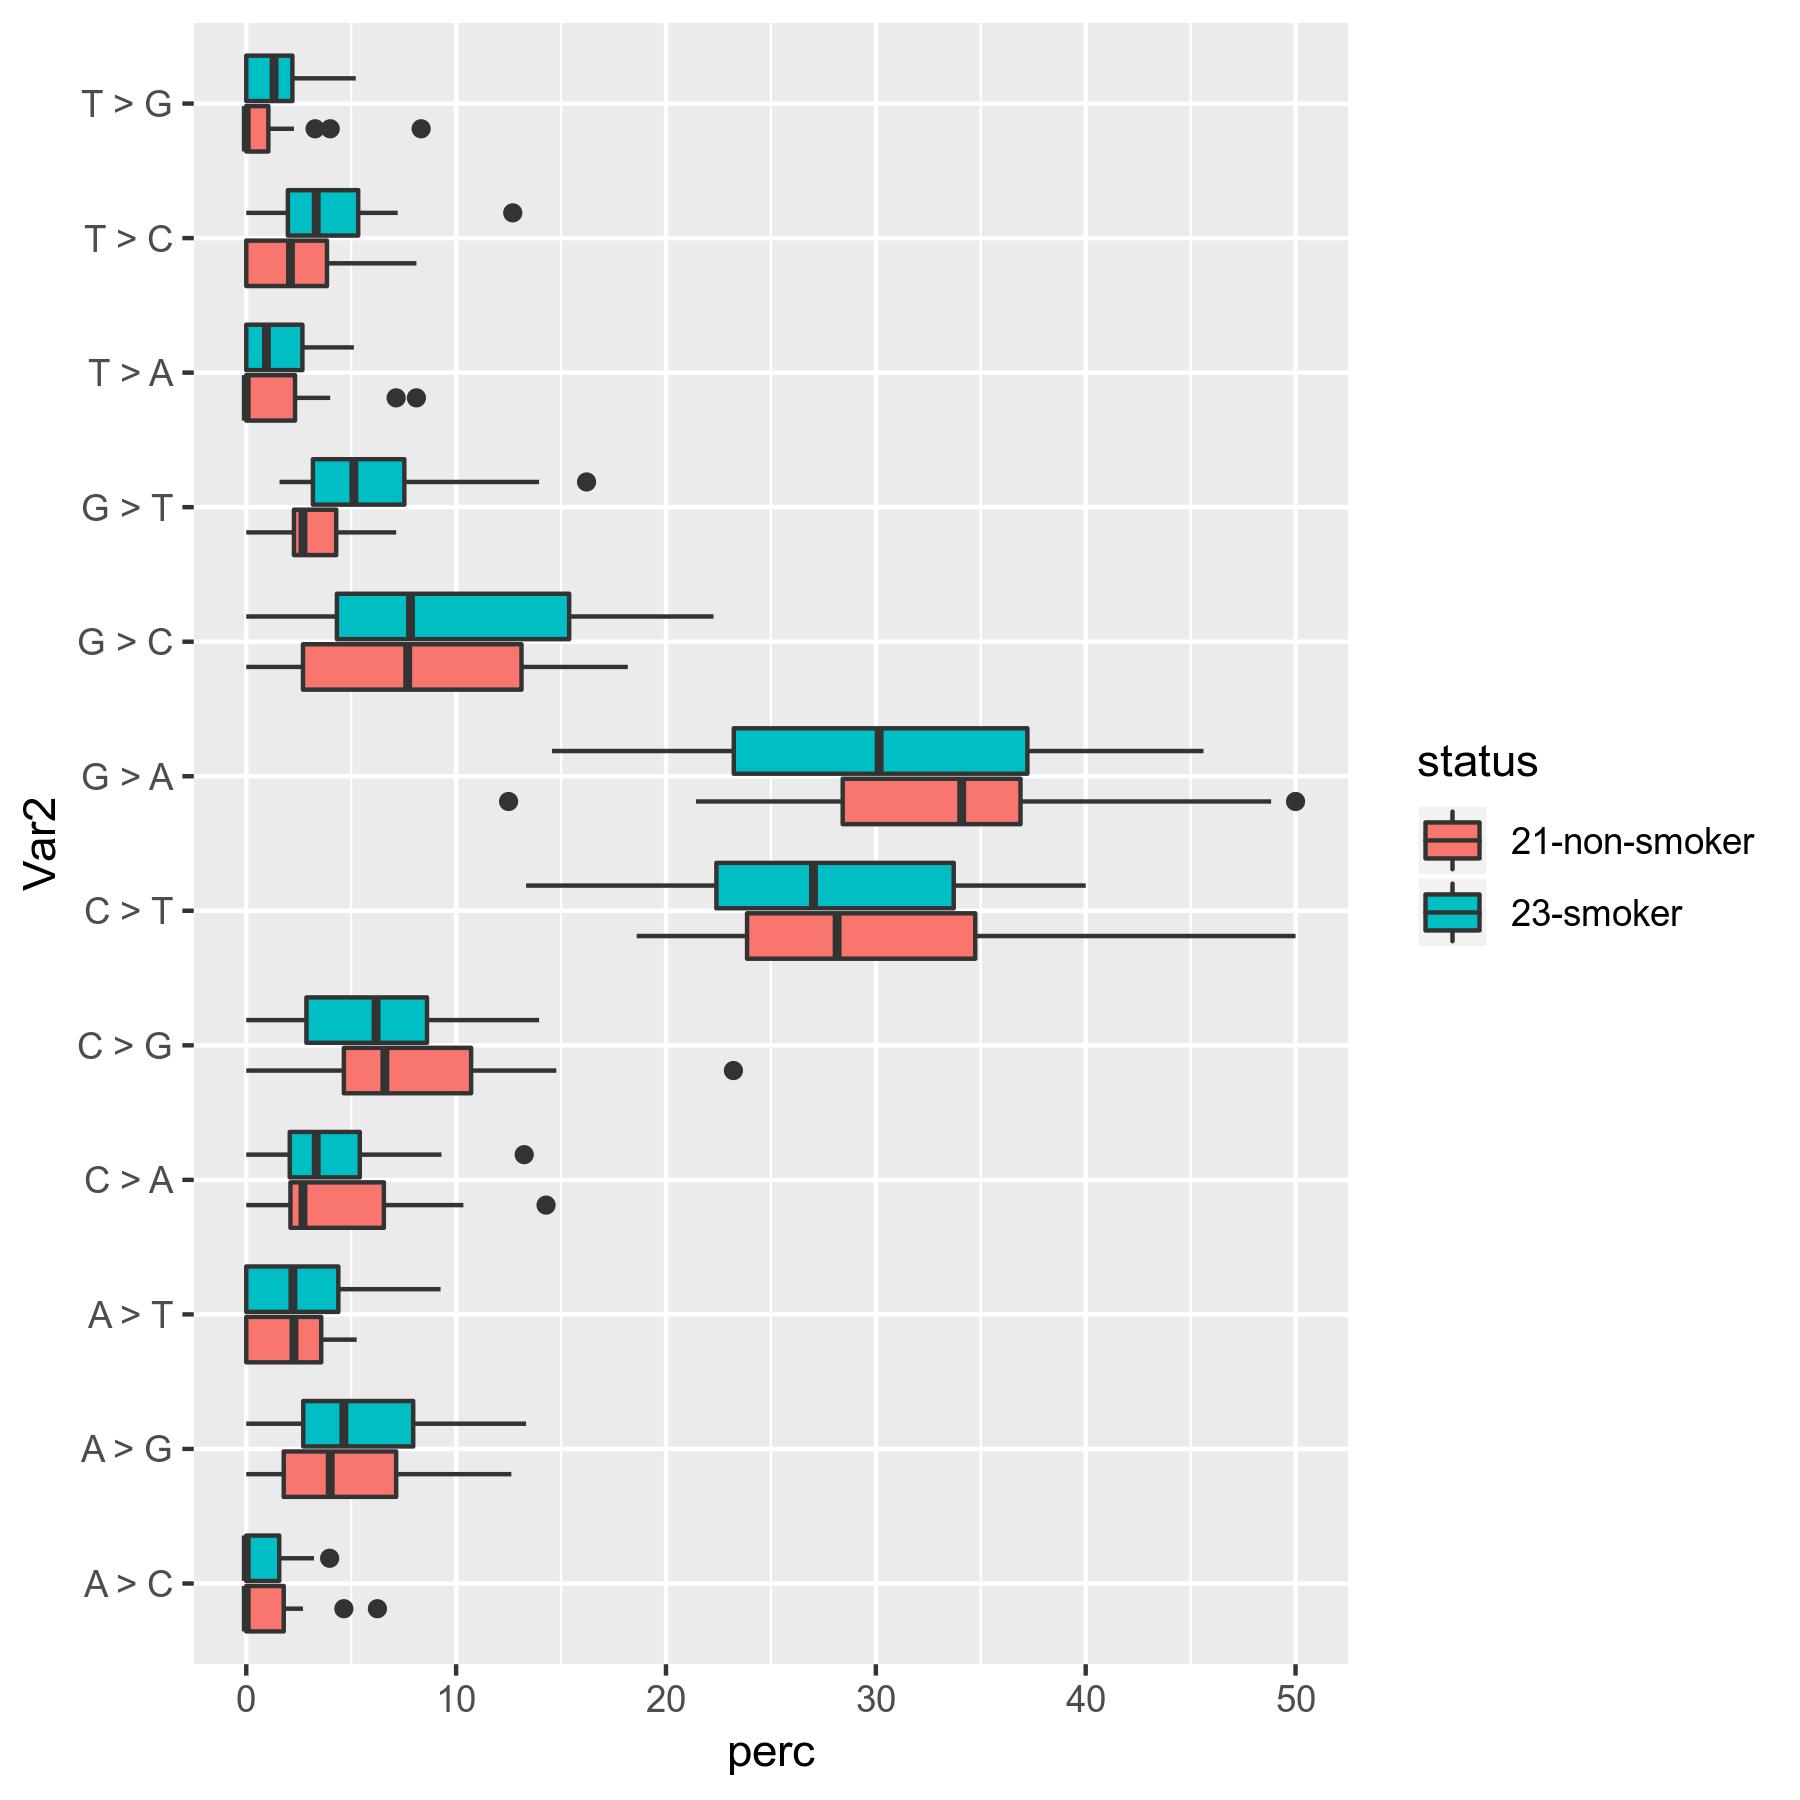 T > G
T > C
T > A
G > T
G > C
G > A
C > T
C > G
C > A
A > T
A > G
A > C
Var2
0 10 20 30 40 50
perc
status
21-non-smoker
23-smoker